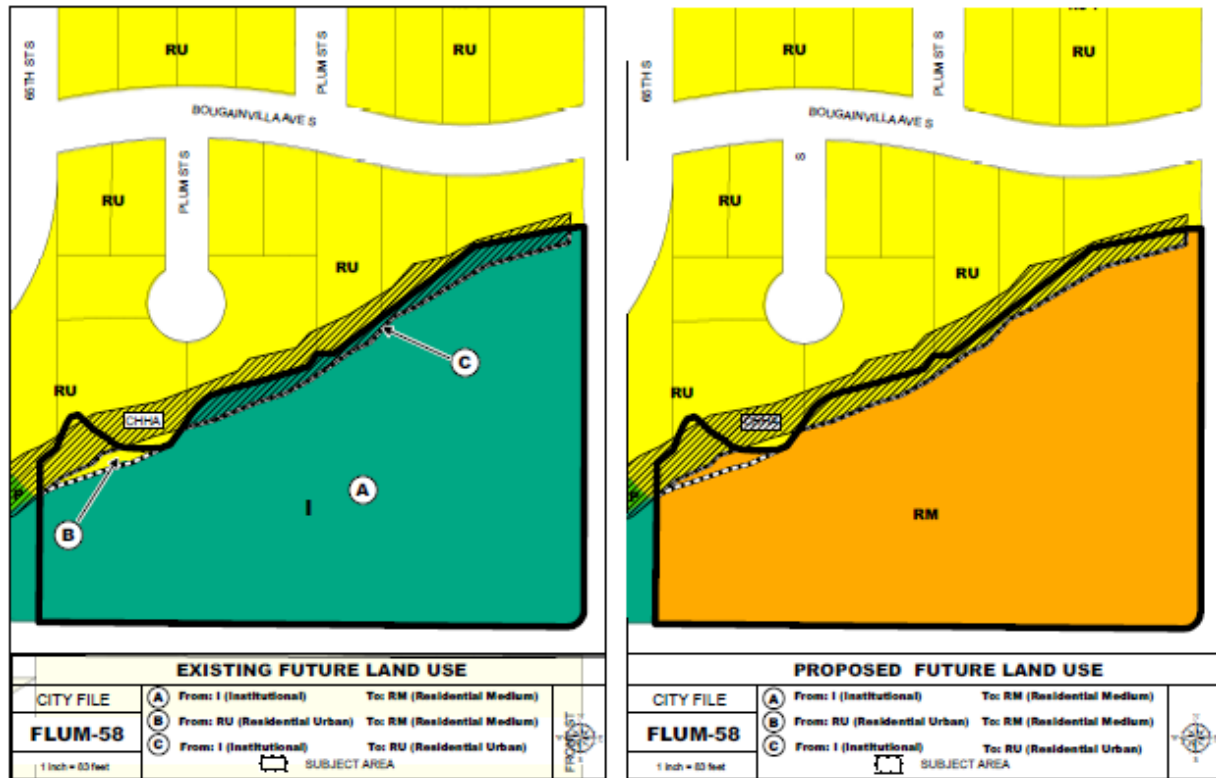 RU
RU
65TH ST S
PLUM ST S
BOUGAINVILLA AVE S
RU
PLUM ST S
RU
C
RU
CHHA
A
I
B
EXISTING FUTURE LAND USE
CITY FILE
FLUM-58
1 inch = 83 feet
A From: I (Institutional) To: RM (Residential Medium)
B From: RU (Residential Urban) To: RM (Residential Medium)
C From: I (Institutional) To: RU (Residential Urban)
SUBJECT AREA
RU
RU
65TH S
PLUM ST S
BOUGAINVILLA AVE S
S
RU
RU
RU
RM
PROPOSED FUTURE LAND USE
CITY FILE
FLUM-58
1 inch = 83 feet
A From: I (Institutional) To: RM (Residential Medium)
B From: RU (Residential Urban) To: RM (Residential Medium)
C From: I (Institutional) To: RU (Residential Urban)
SUBJECT AREA